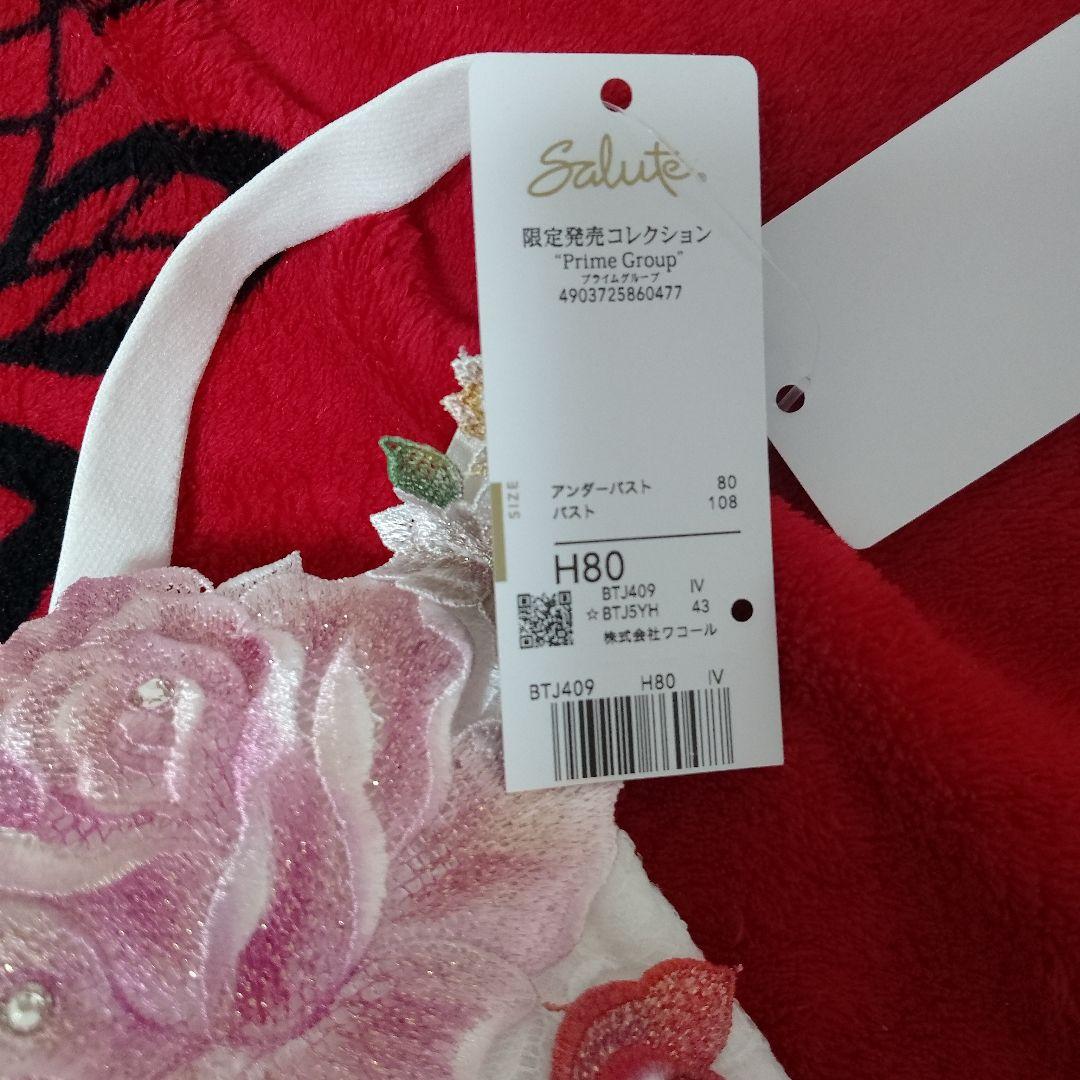 Salute
限定発売コレクション
"Prime Group"
プライムグループ
4903725860477
SIZE
アンダーバスト 80
バスト 108
H80
BTJ409 IV
☆BTJ5YH 43
株式会社ワコール
BTJ409 H80 IV